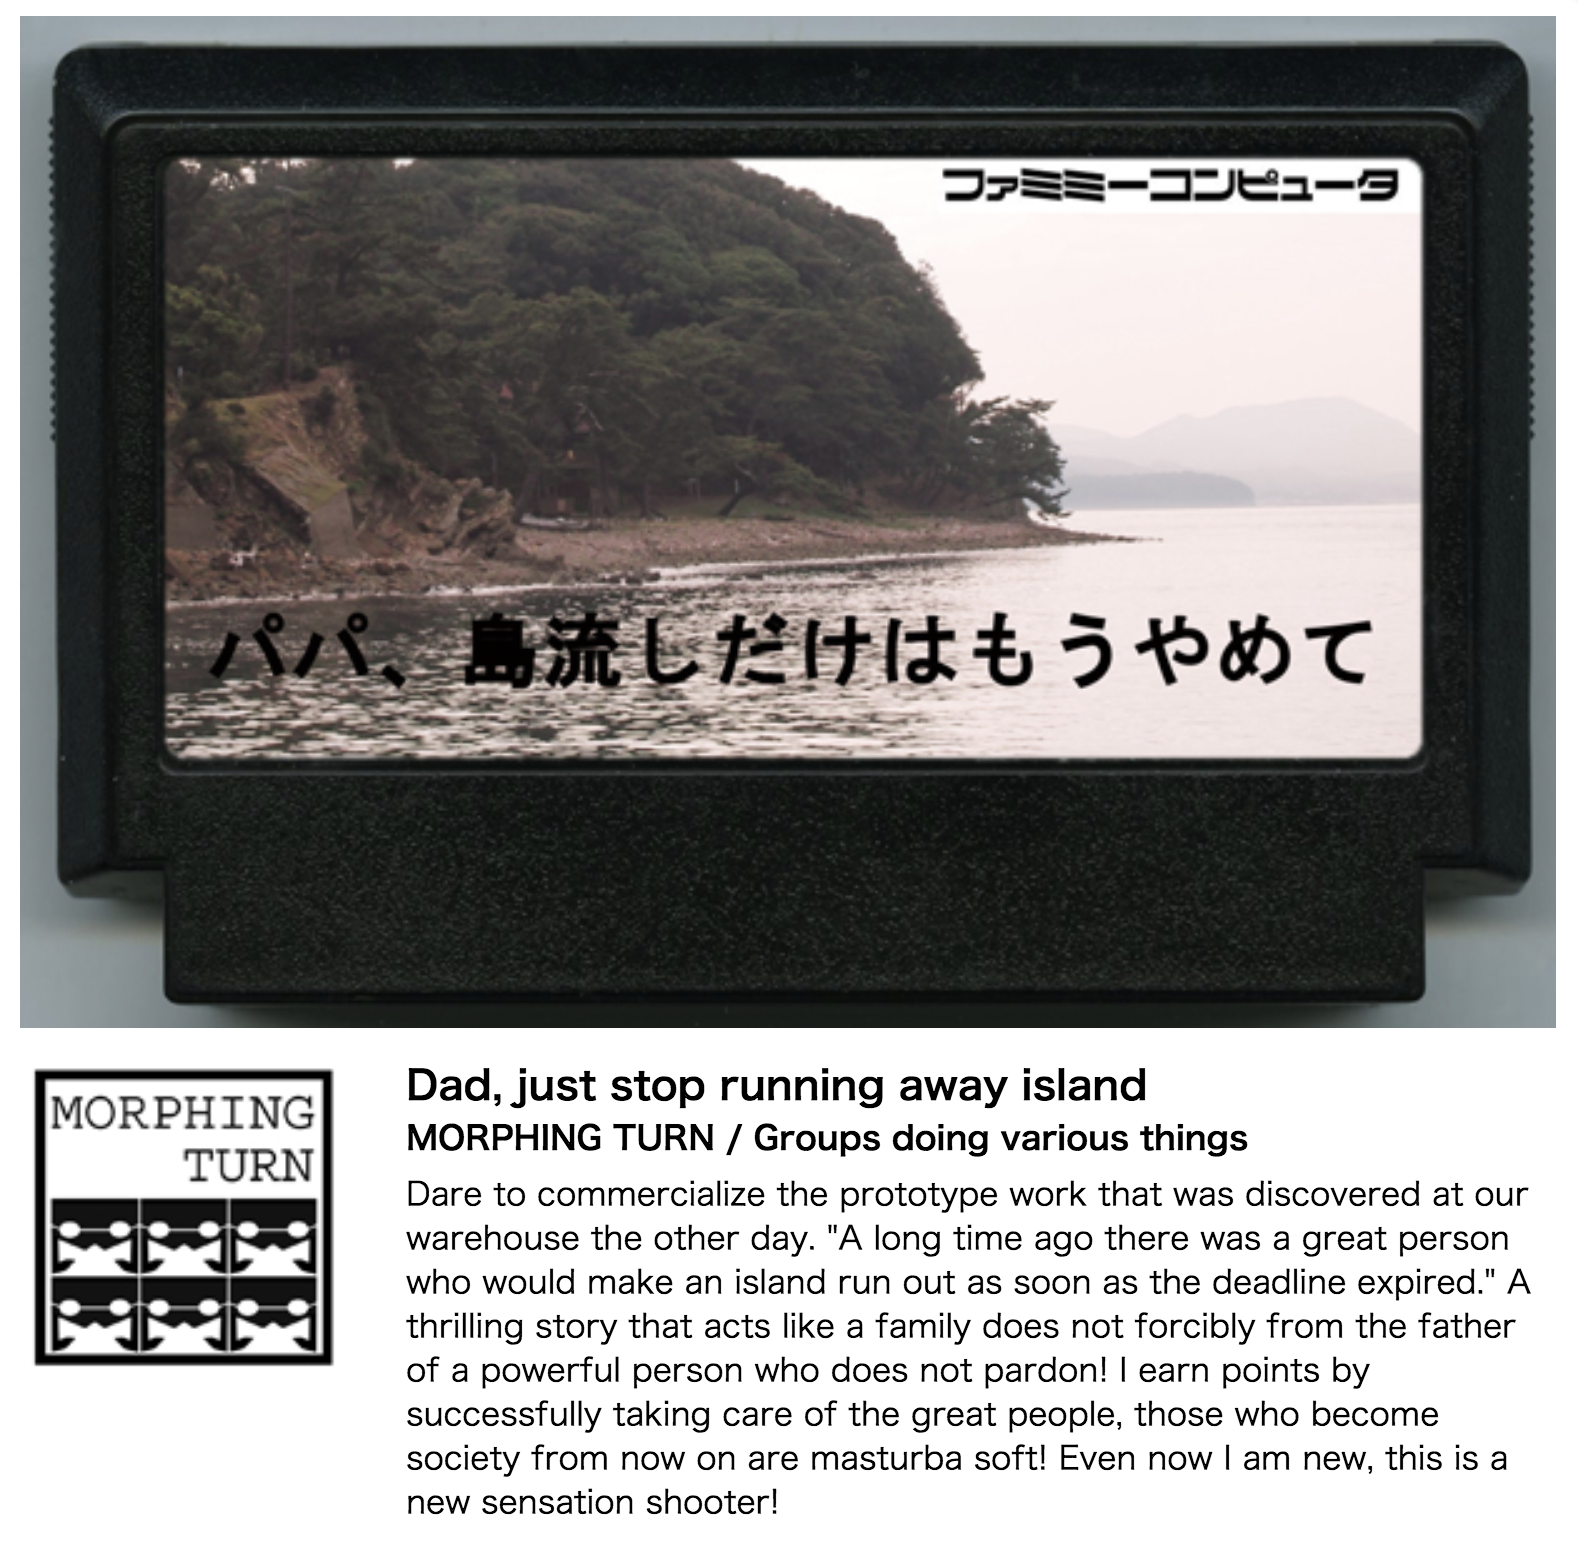 ファミミーコンピュータ
パパ、島流しだけはもうやめて
MORPHING
TURN
Dad, just stop running away island
MORPHING TURN / Groups doing various things
Dare to commercialize the prototype work that was discovered at our
warehouse the other day. "A long time ago there was a great person
who would make an island run out as soon as the deadline expired." A
thrilling story that acts like a family does not forcibly from the father
of a powerful person who does not pardon! I earn points by
successfully taking care of the great people, those who become
society from now on are masturba soft! Even now I am new, this is a
new sensation shooter!